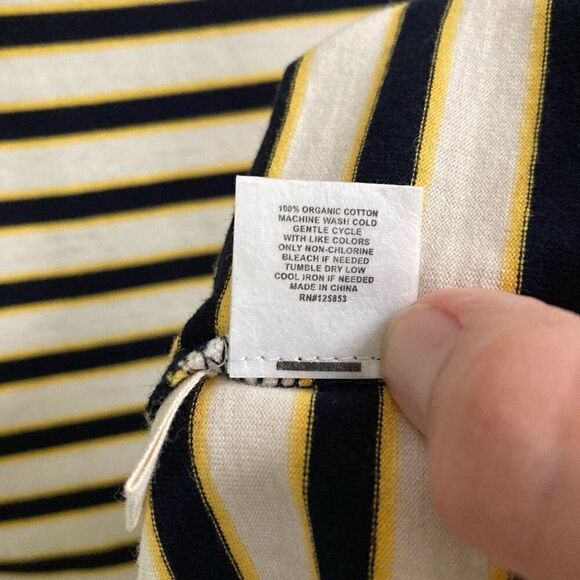 100% ORGANIC COTTON
MACHINE WASH COLD
GENTLE CYCLE
WITH LIKE COLORS
ONLY NON-CHLORINE
BLEACH IF NEEDED
TUMBLE DRY LOW
COOL IRON IF NEEDED
MADE IN CHINA
RN#125853